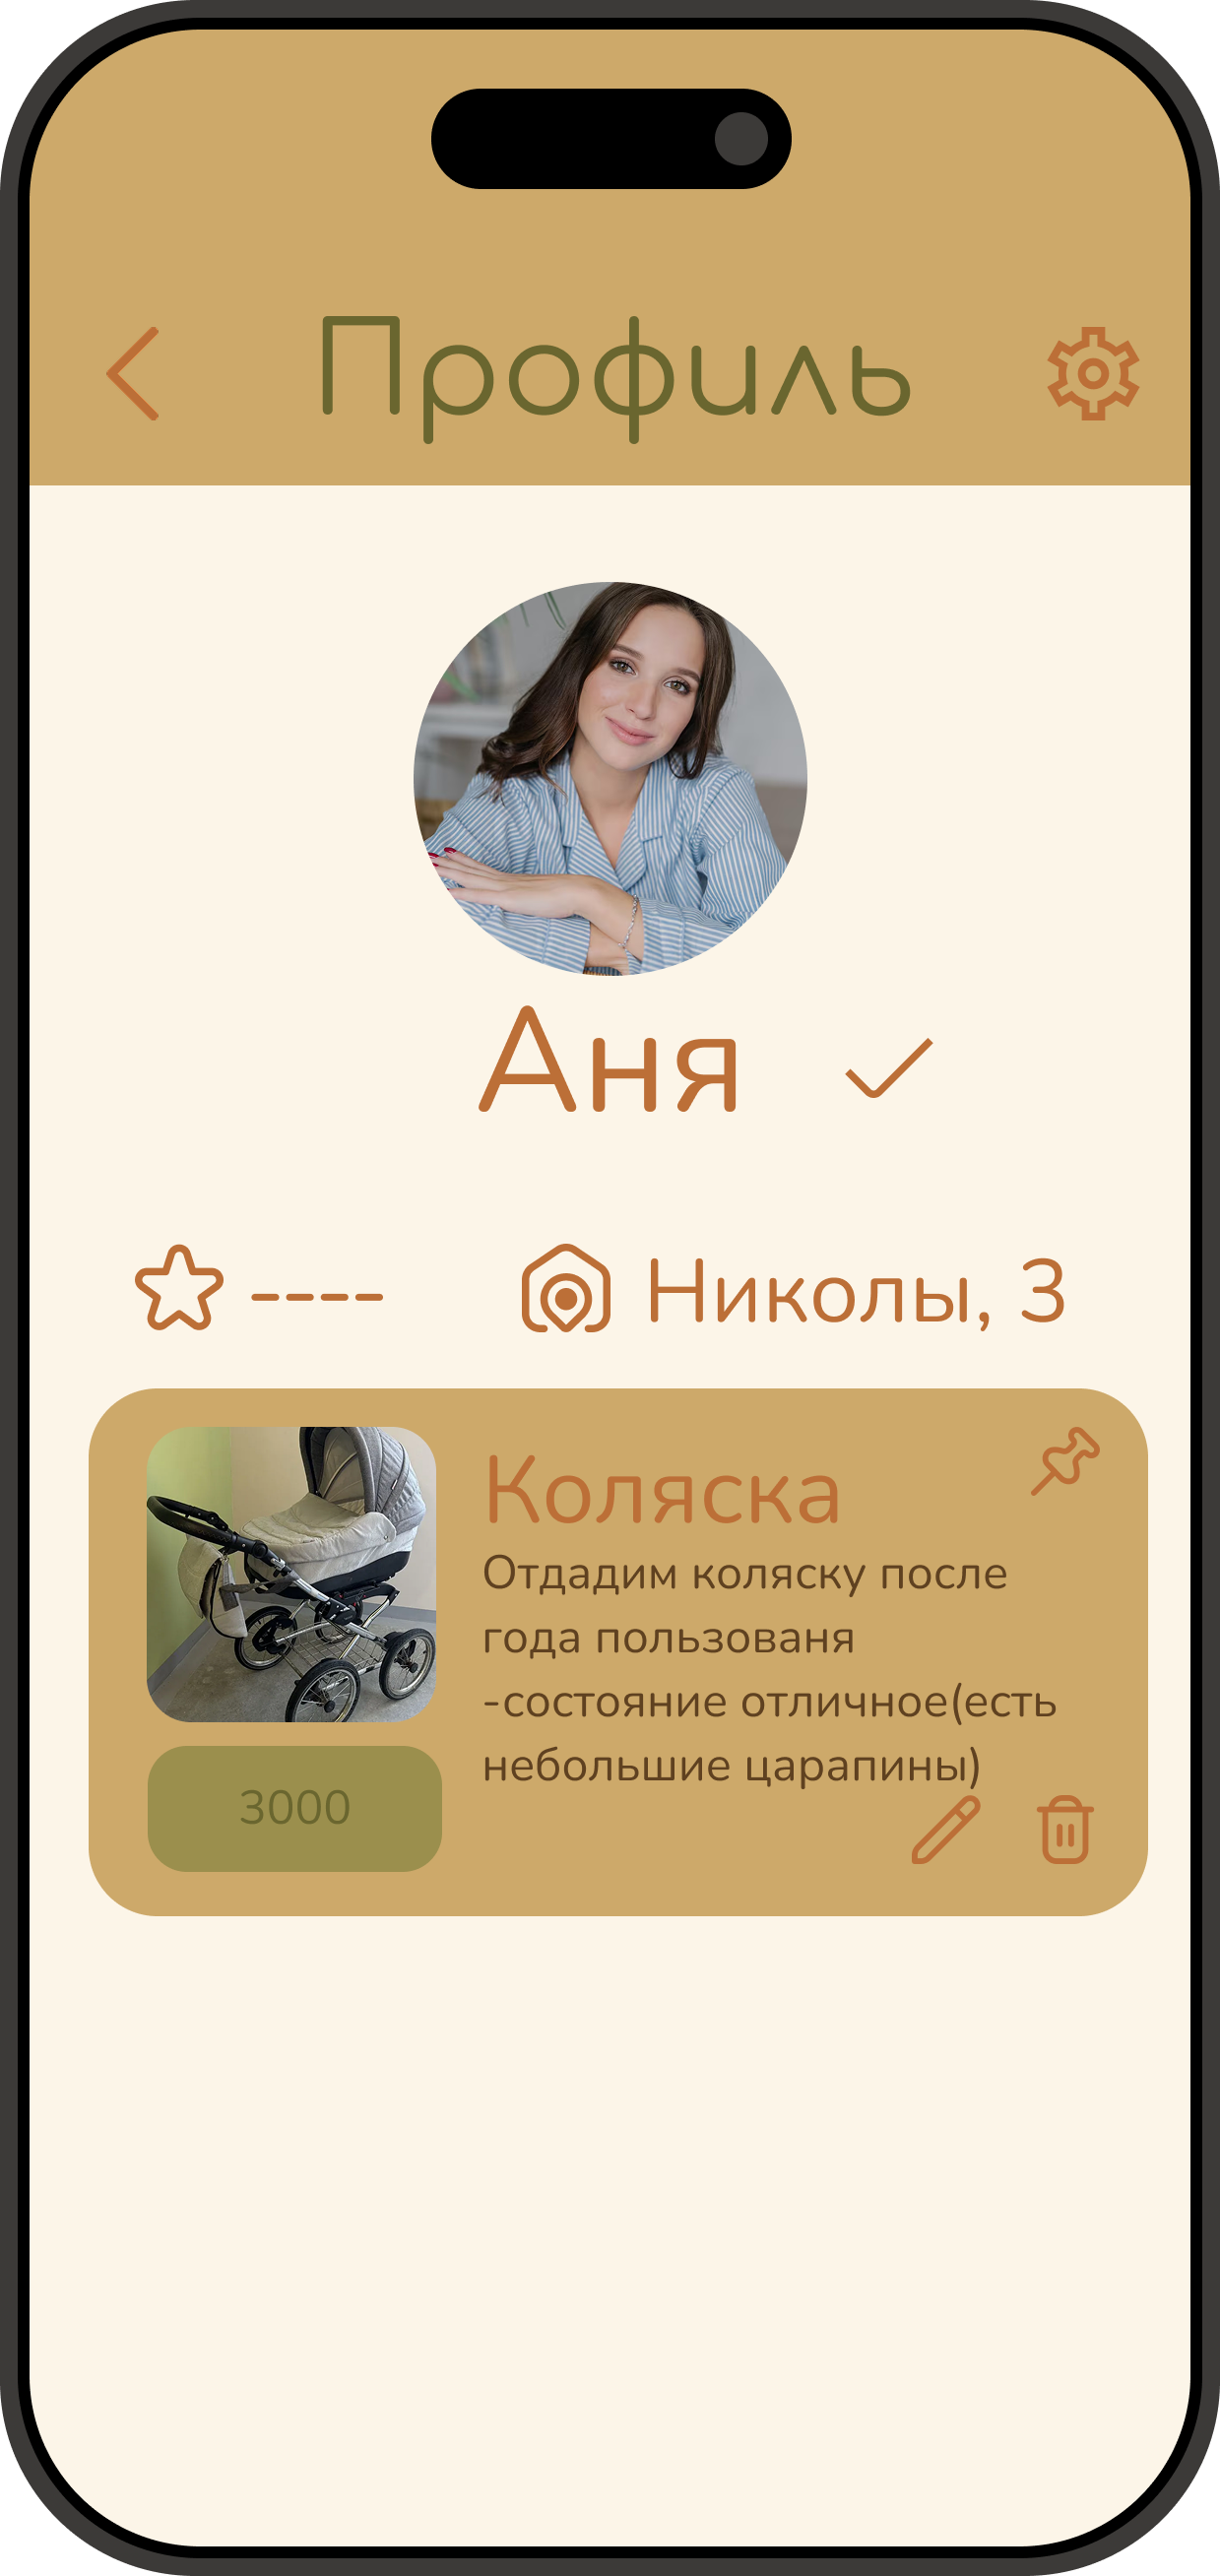 Профиль
Аня
---- Николы, 3
Коляска
Отдадим коляску после
года пользованя
-состояние отличное(есть
небольшие царапины)
3000